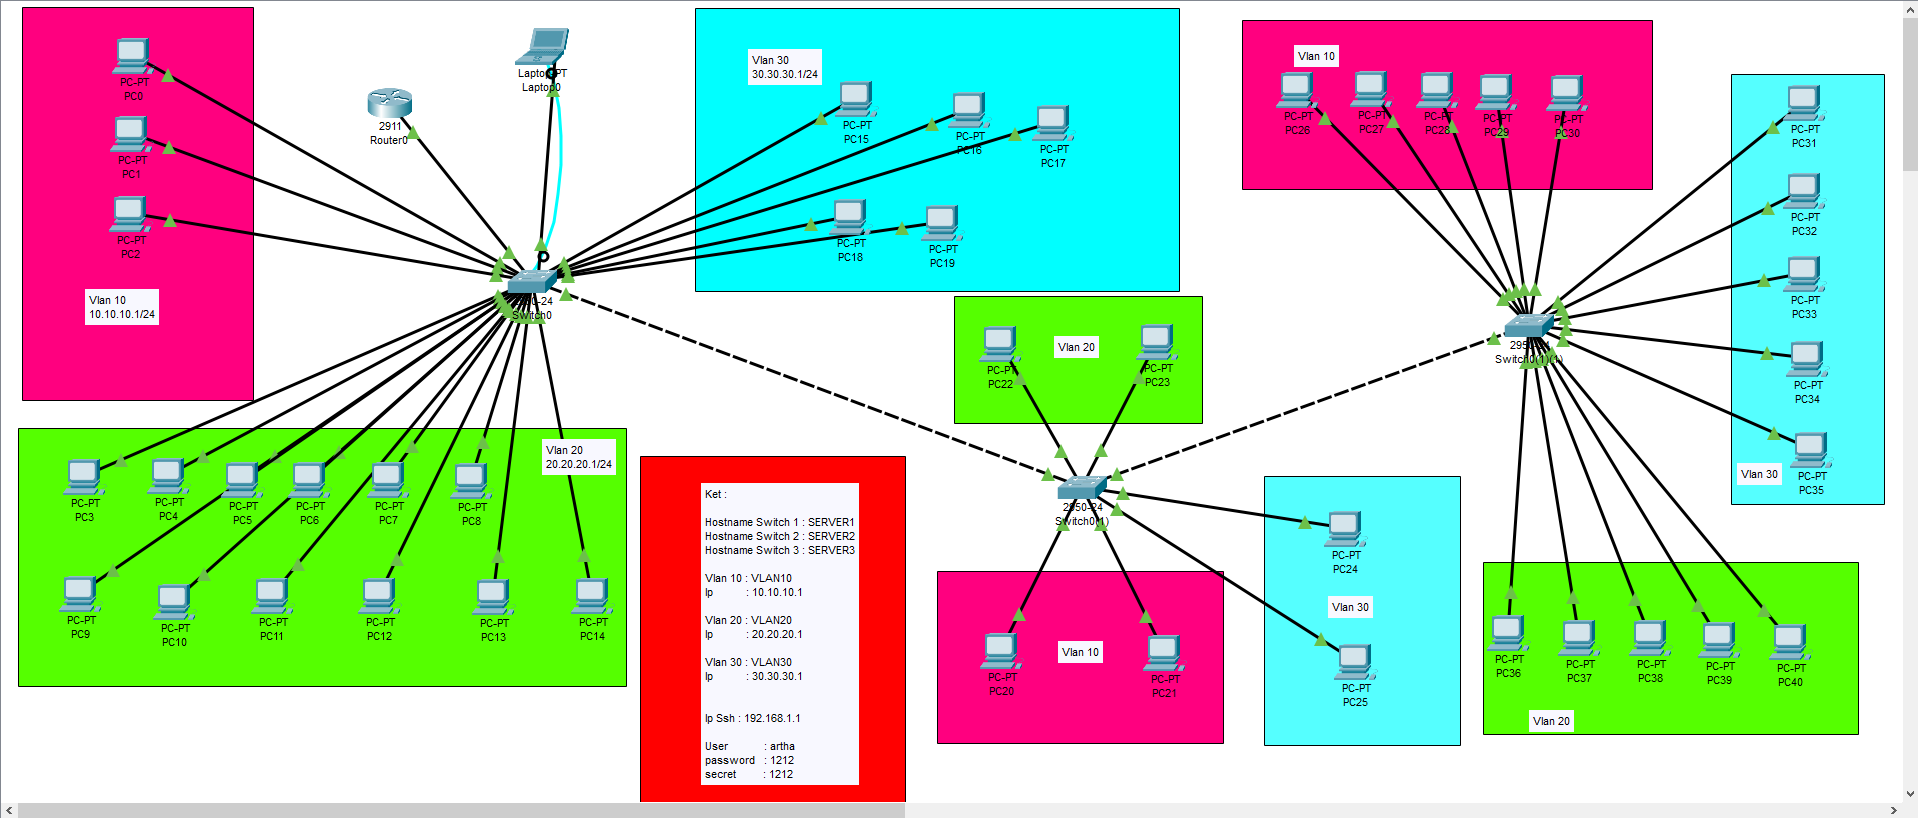 PC-PT
PC0
PC-PT
PC1
PC-PT
PC2
Vlan 10
10.10.10.1/24
2911
Router0
Laptop-PT
Laptop0
Vlan 30
30.30.30.1/24
PC-PT
PC15
PC-PT
PC16
PC-PT
PC17
PC-PT
PC18
PC-PT
PC19
2950-24
Switch0
Vlan 10
PC-PT
PC26
PC-PT
PC27
PC-PT
PC28
PC-PT
PC29
PC-PT
PC30
PC-PT
PC31
PC-PT
PC32
PC-PT
PC33
PC-PT
PC34
PC-PT
PC35
Vlan 30
2950-24
Switch0(1)(1)
Vlan 20
PC-PT
PC22
PC-PT
PC23
Vlan 20
20.20.20.1/24
PC-PT
PC3
PC-PT
PC4
PC-PT
PC5
PC-PT
PC6
PC-PT
PC7
PC-PT
PC8
PC-PT
PC9
PC-PT
PC10
PC-PT
PC11
PC-PT
PC12
PC-PT
PC13
PC-PT
PC14
Ket :
Hostname Switch 1 : SERVER1
Hostname Switch 2 : SERVER2
Hostname Switch 3 : SERVER3
Vlan 10 : VLAN10
Ip : 10.10.10.1
Vlan 20 : VLAN20
Ip : 20.20.20.1
Vlan 30 : VLAN30
Ip : 30.30.30.1
Ip Ssh : 192.168.1.1
User : artha
password : 1212
secret : 1212
2950-24
Switch0(1)
PC-PT
PC24
Vlan 30
PC-PT
PC25
Vlan 10
PC-PT
PC20
PC-PT
PC21
PC-PT
PC36
PC-PT
PC37
PC-PT
PC38
PC-PT
PC39
PC-PT
PC40
Vlan 20